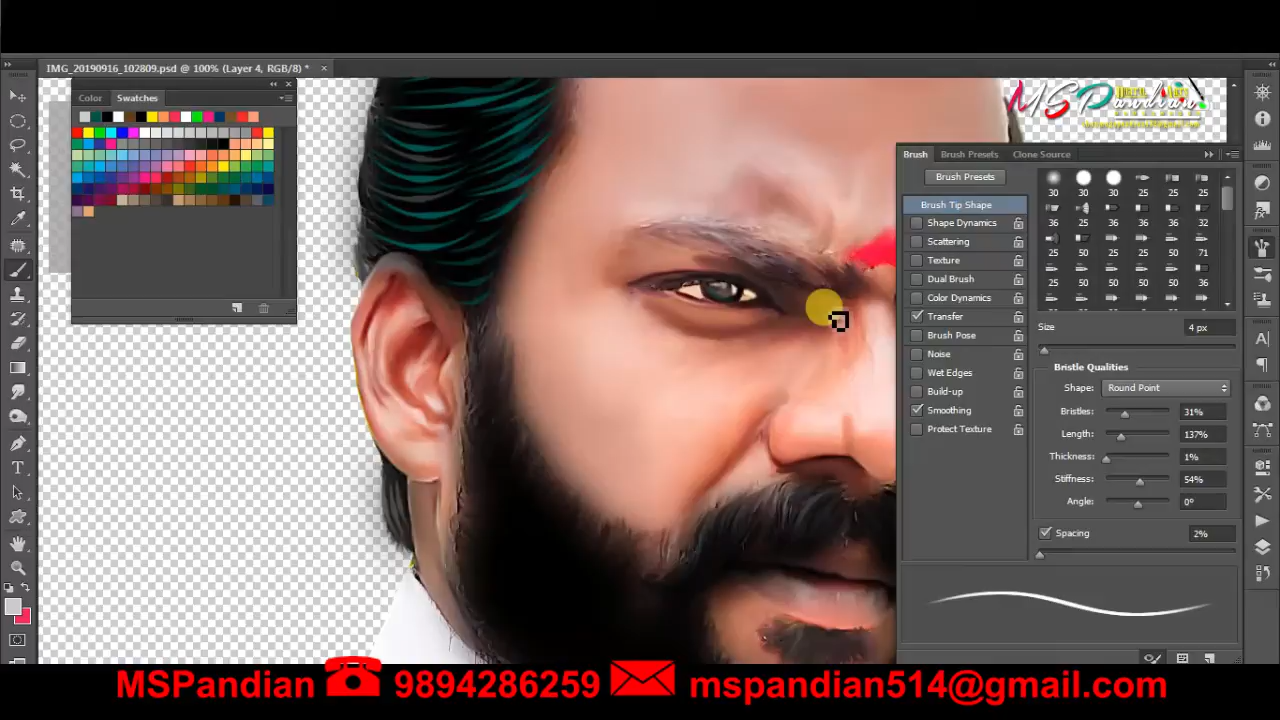 IMG_20190916_102809.psd @ 100% (Layer 4, RGB/8) *
Color Swatches
MSPandian
Brush Brush Presets Clone Source
Brush Presets
Brush Tip Shape
Shape Dynamics
Scattering
Texture
Dual Brush
Color Dynamics
Transfer
Brush Pose
Noise
Wet Edges
Build-up
Smoothing
Protect Texture
30 30 30 25 25 25
36 25 36 36 36 32
25 50 25 25 50 71
25 50 50 50 50 36
Size 4 px
Bristle Qualities
Shape: Round Point
Bristles: 31%
Length: 137%
Thickness: 1%
Stiffness: 54%
Angle: 0º
Spacing 2%
MSPandian 9894286259 mspandian514@gmail.com